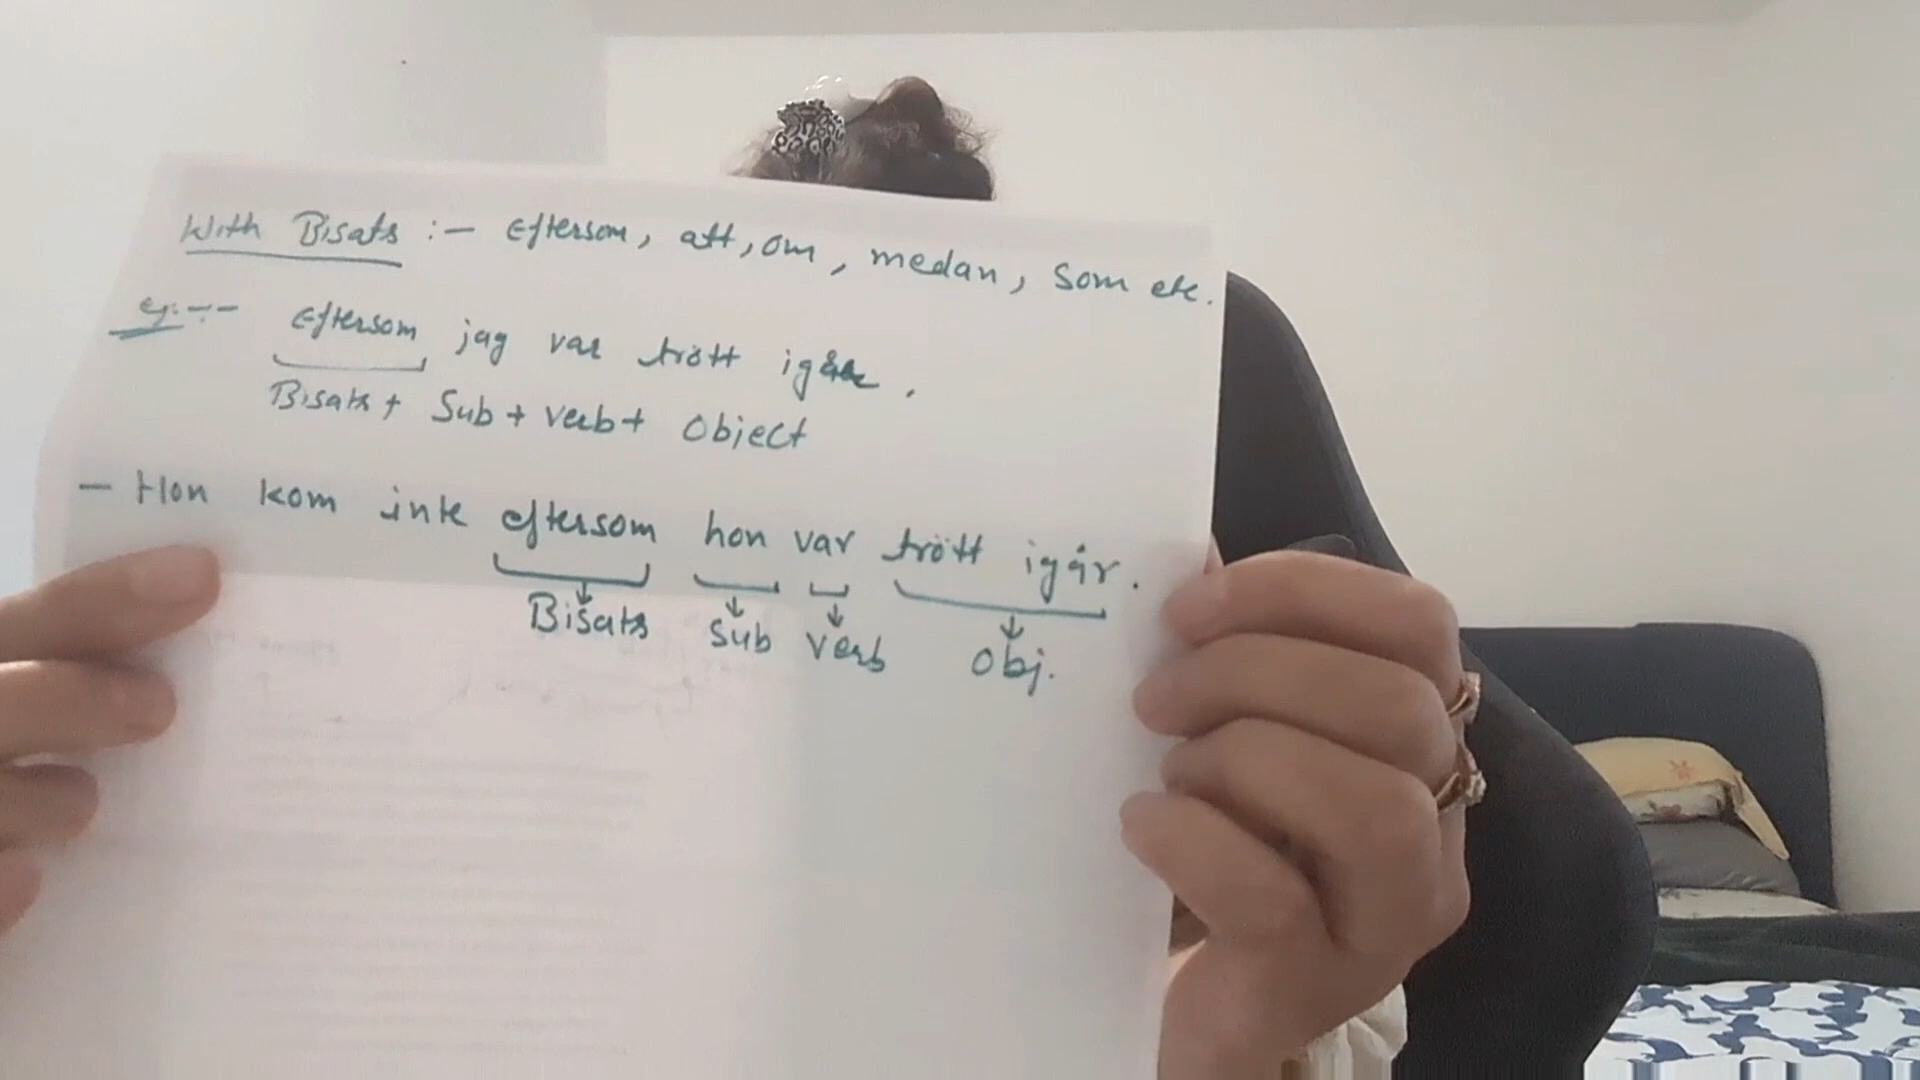 With Bisats :- Eftersom, att, om, medan, som etc.
eg:-- Eftersom jag var trött igår.
Bisats + Sub + verb + Object
- Hon kom inte eftersom hon var trött igår.
Bisats Sub verb obj.